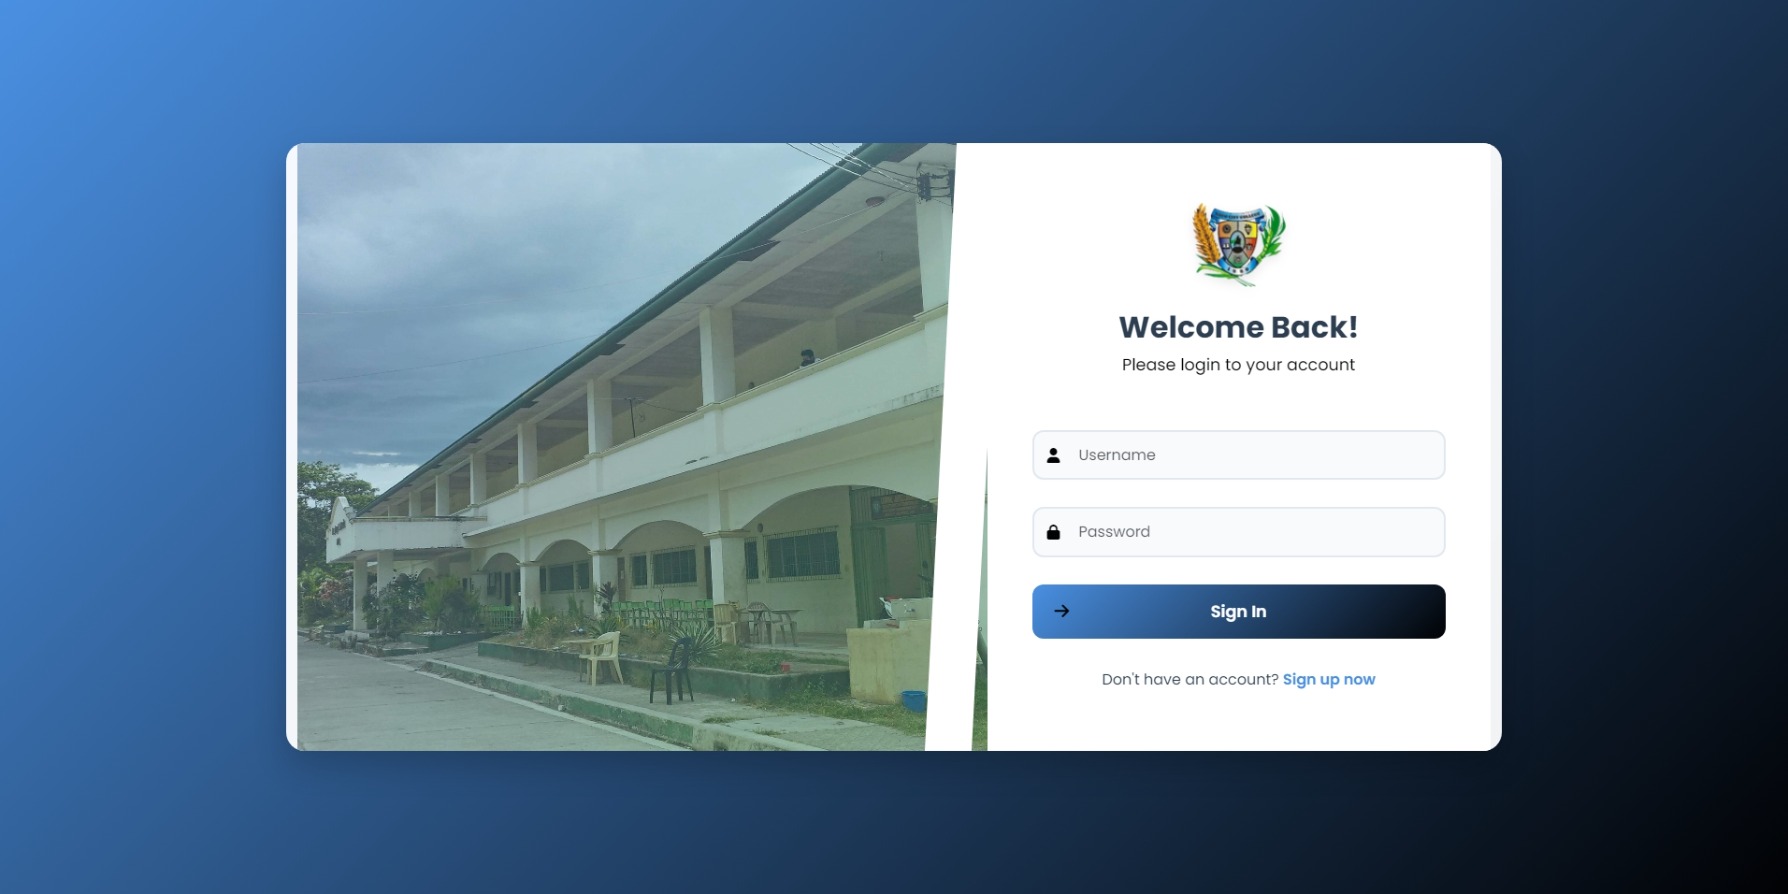 Welcome Back!
Please login to your account
Username
Password
Sign In
Don't have an account? Sign up now